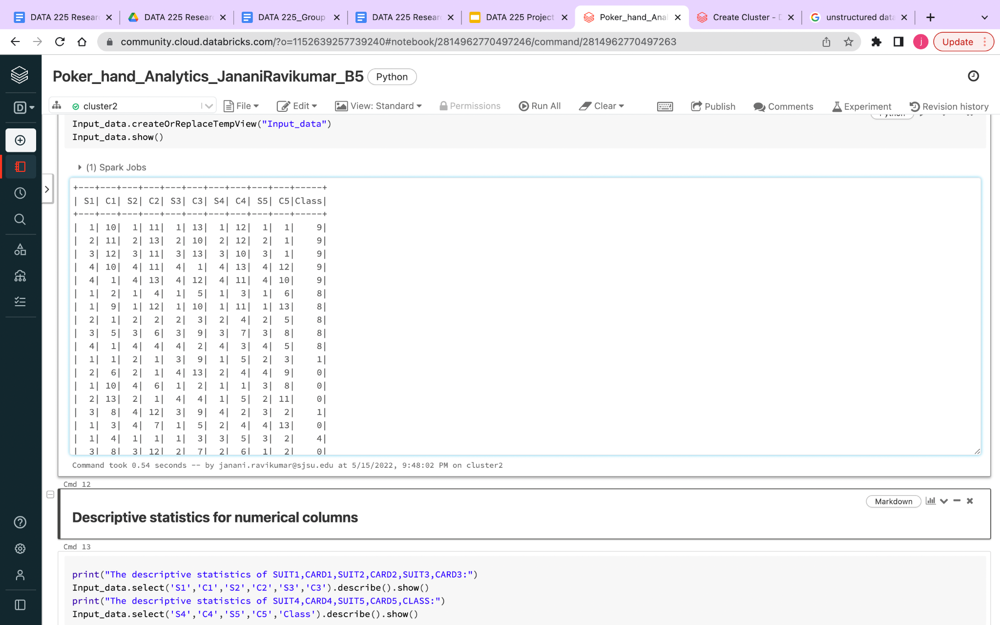 DATA 225 Resear
DATA 225 Resear
DATA 225_Group
DATA 225 Resear
DATA 225 Project
Poker_hand_Anal
Create Cluster - D
unstructured data
community.cloud.databricks.com/?o=1152639257739240#notebook/2814962770497246/command/2814962770497263
j
Update
Poker_hand_Analytics_JananiRavikumar_B5
Python
D
cluster2
File
Edit
View: Standard
Permissions
Run All
Clear
Publish
Comments
Experiment
Revision history
Python
Input_data.createOrReplaceTempView("Input_data")
Input_data.show()
(1) Spark Jobs
+---+---+---+---+---+---+---+---+---+---+-----+
| S1| C1| S2| C2| S3| C3| S4| C4| S5| C5|Class|
+---+---+---+---+---+---+---+---+---+---+-----+
|  1| 10|  1| 11|  1| 13|  1| 12|  1|  1|    9|
|  2| 11|  2| 13|  2| 10|  2| 12|  2|  1|    9|
|  3| 12|  3| 11|  3| 13|  3| 10|  3|  1|    9|
|  4| 10|  4| 11|  4|  1|  4| 13|  4| 12|    9|
|  4|  1|  4| 13|  4| 12|  4| 11|  4| 10|    9|
|  1|  2|  1|  4|  1|  5|  1|  3|  1|  6|    8|
|  1|  9|  1| 12|  1| 10|  1| 11|  1| 13|    8|
|  2|  1|  2|  2|  2|  3|  2|  4|  2|  5|    8|
|  3|  5|  3|  6|  3|  9|  3|  7|  3|  8|    8|
|  4|  1|  4|  4|  4|  2|  4|  3|  4|  5|    8|
|  1|  1|  2|  1|  3|  9|  1|  5|  2|  3|    1|
|  2|  6|  2|  1|  4| 13|  2|  4|  4|  9|    0|
|  1| 10|  4|  6|  1|  2|  1|  1|  3|  8|    0|
|  2| 13|  2|  1|  4|  4|  1|  5|  2| 11|    0|
|  3|  8|  4| 12|  3|  9|  4|  2|  3|  2|    1|
|  1|  3|  4|  7|  1|  5|  2|  4|  4| 13|    0|
|  1|  4|  1|  1|  1|  3|  3|  5|  3|  2|    4|
|  3|  8|  3| 12|  2|  7|  2|  6|  1|  2|    0|
Command took 0.54 seconds -- by janani.ravikumar@sjsu.edu at 5/15/2022, 9:48:02 PM on cluster2
Cmd 12
Markdown
Descriptive statistics for numerical columns
Cmd 13
print("The descriptive statistics of SUIT1,CARD1,SUIT2,CARD2,SUIT3,CARD3:")
Input_data.select('S1','C1','S2','C2','S3','C3').describe().show()
print("The descriptive statistics of SUIT4,CARD4,SUIT5,CARD5,CLASS:")
Input_data.select('S4','C4','S5','C5','Class').describe().show()